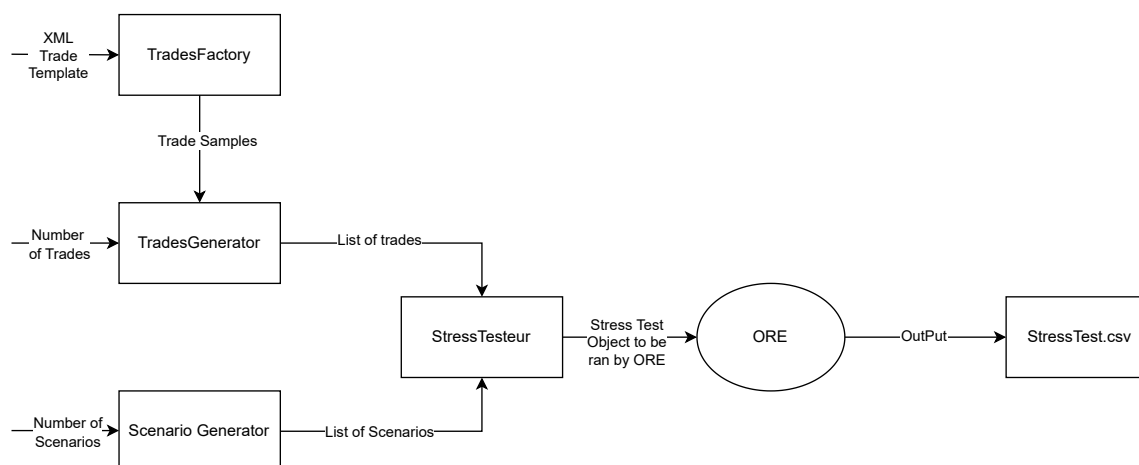 XML
Trade
Template
TradesFactory
Trade Samples
Number
of Trades
TradesGenerator
List of trades
StressTesteur
Stress Test
Object to be
ran by ORE
ORE
OutPut
StressTest.csv
Number of
Scenarios
Scenario Generator
List of Scenarios